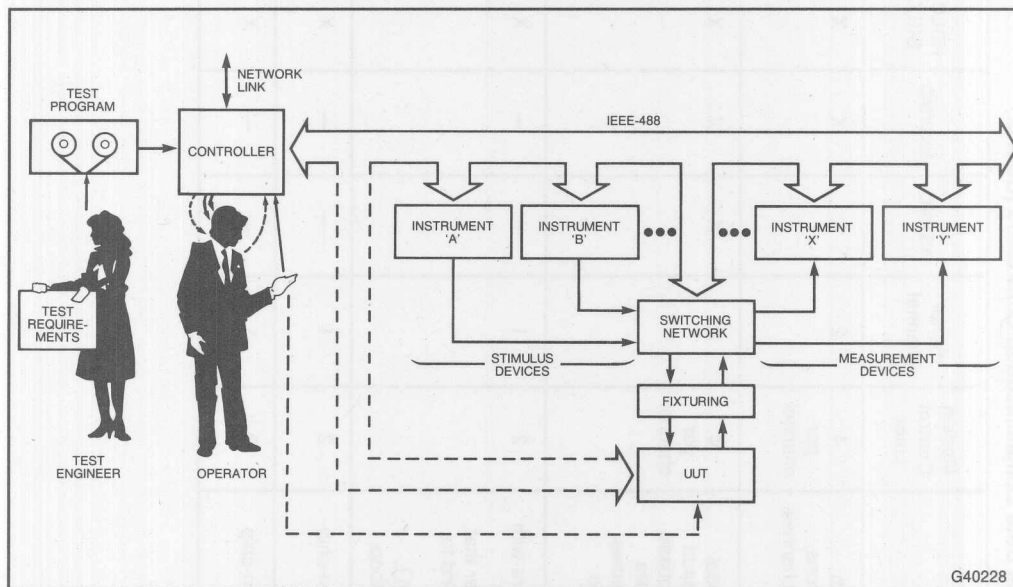 NETWORK
LINK
TEST
PROGRAM
CONTROLLER
IEEE-488
INSTRUMENT
'A'
INSTRUMENT
'B'
INSTRUMENT
'X'
INSTRUMENT
'Y'
TEST
REQUIRE-
MENTS
SWITCHING
NETWORK
STIMULUS
DEVICES
MEASUREMENT
DEVICES
FIXTURING
UUT
TEST
ENGINEER
OPERATOR
G40228